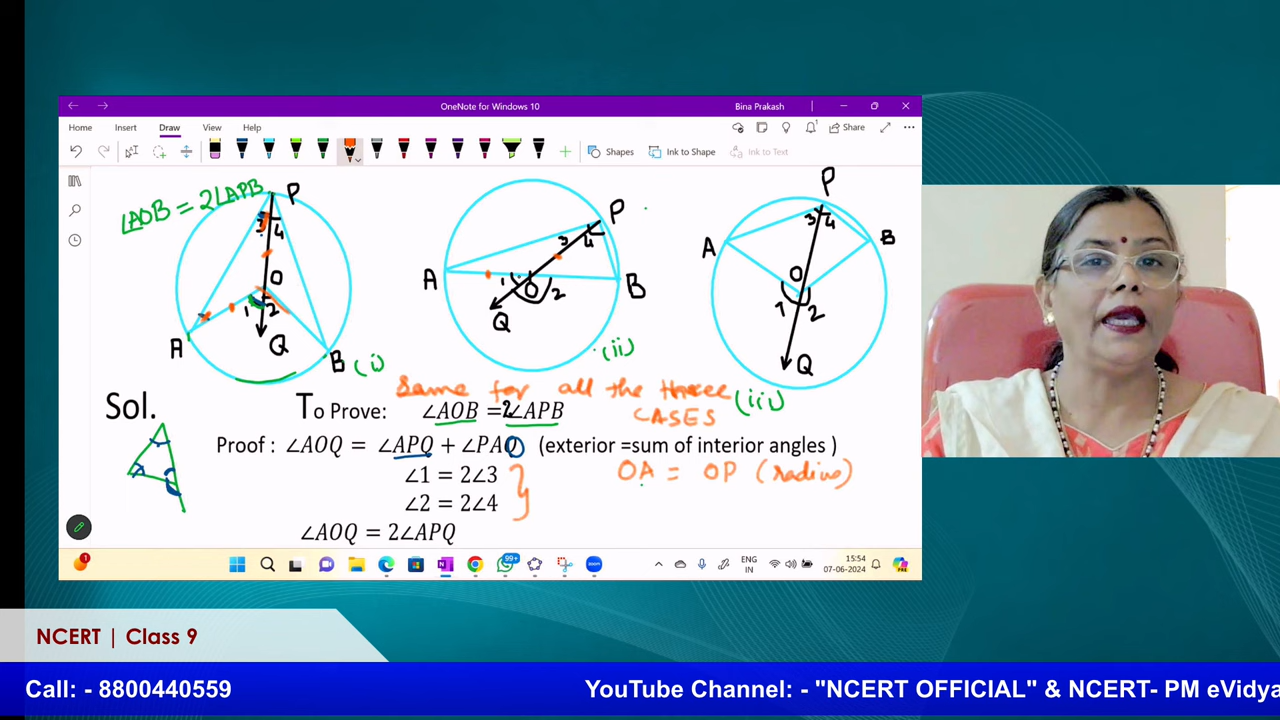 OneNote for Windows 10
Bina Prakash
Home Insert Draw View Help
Share
Shapes
Ink to Shape
Ink to Text
∠AOB = 2∠APB
P
3 4
O
1 2
Q
A
B
(i)
P
3 4
A
1 O 2
B
Q
(ii)
P
3 4
A
B
O
1 2
Q
(iii)
Same for all the three
CASES
Sol.
To Prove: ∠AOB = 2∠APB
Proof : ∠AOQ = ∠APQ + ∠PAO (exterior =sum of interior angles )
∠1 = 2∠3
OA = OP (radius)
∠2 = 2∠4
∠AOQ = 2∠APQ
1
99+
ENG
IN
15:54
07-06-2024
NCERT | Class 9
Call: - 8800440559
YouTube Channel: - "NCERT OFFICIAL" & NCERT- PM eVidya